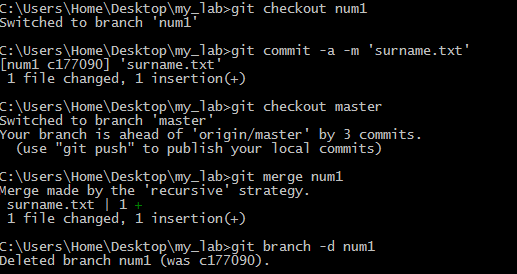 C:\Users\Home\Desktop\my_lab>git checkout num1
Switched to branch 'num1'
C:\Users\Home\Desktop\my_lab>git commit -a -m 'surname.txt'
[num1 c177090] 'surname.txt'
 1 file changed, 1 insertion(+)
C:\Users\Home\Desktop\my_lab>git checkout master
Switched to branch 'master'
Your branch is ahead of 'origin/master' by 3 commits.
  (use "git push" to publish your local commits)
C:\Users\Home\Desktop\my_lab>git merge num1
Merge made by the 'recursive' strategy.
 surname.txt | 1 +
 1 file changed, 1 insertion(+)
C:\Users\Home\Desktop\my_lab>git branch -d num1
Deleted branch num1 (was c177090).